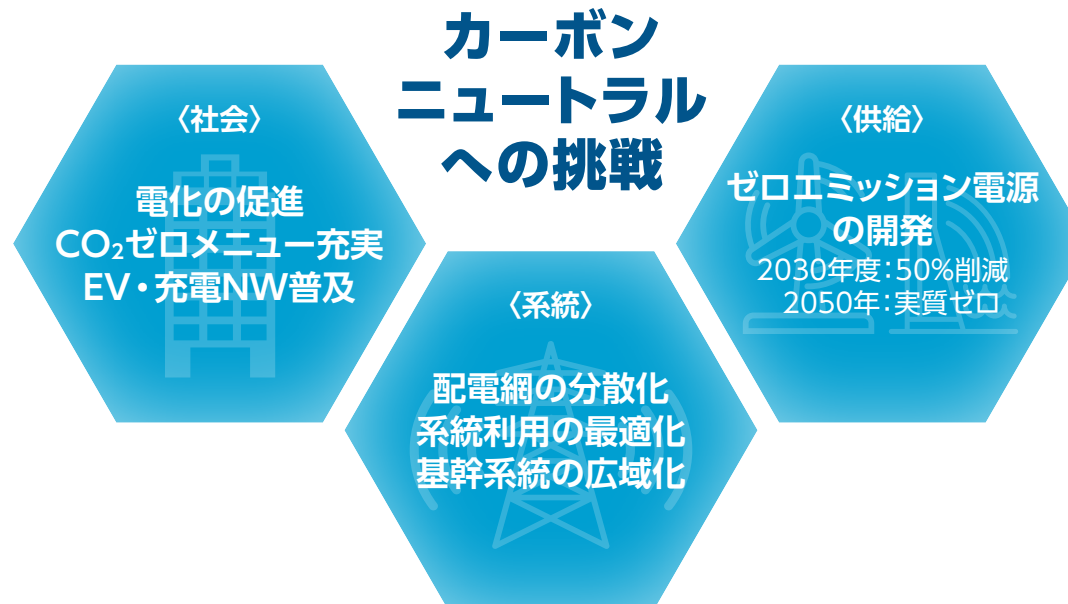 カーボン
ニュートラル
への挑戦
〈社会〉
電化の促進
CO₂ゼロメニュー充実
EV・充電NW普及
〈系統〉
配電網の分散化
系統利用の最適化
基幹系統の広域化
〈供給〉
ゼロエミッション電源
の開発
2030年度：50%削減
2050年：実質ゼロ